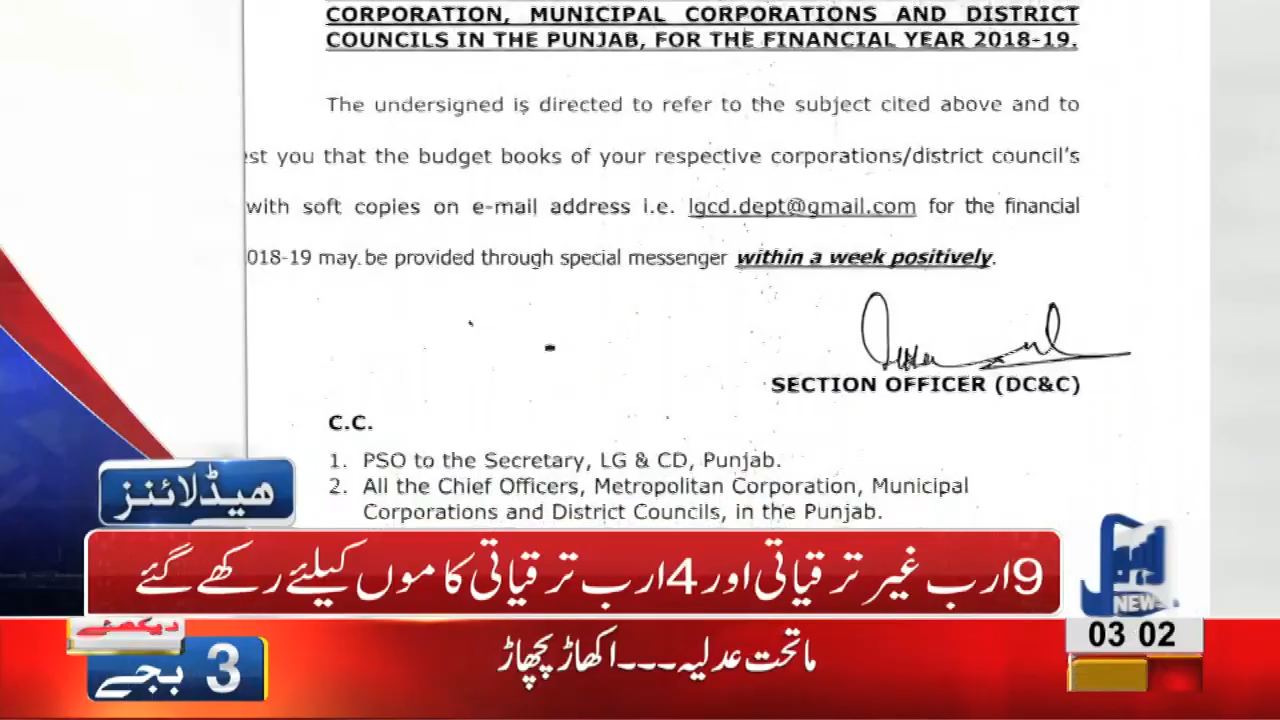 CORPORATION, MUNICIPAL CORPORATIONS AND DISTRICT
COUNCILS IN THE PUNJAB, FOR THE FINANCIAL YEAR 2018-19.
The undersigned is directed to refer to the subject cited above and to
est you that the budget books of your respective corporations/district council's
with soft copies on e-mail address i.e. lgcd.dept@gmail.com for the financial
018-19 may be provided through special messenger within a week positively.
SECTION OFFICER (DC&C)
C.C.
1. PSO to the Secretary, LG & CD, Punjab.
2. All the Chief Officers, Metropolitan Corporation, Municipal
Corporations and District Councils, in the Punjab.
ھیڈلائنز
9ارب غیر ترقیاتی اور 4ارب ترقیاتی کاموں کیلئے رکھے گئے
NEWS
03 02
دیکھئے
3 بجے
ماتحت عدلیہ۔۔۔اکھاڑ پچھاڑ